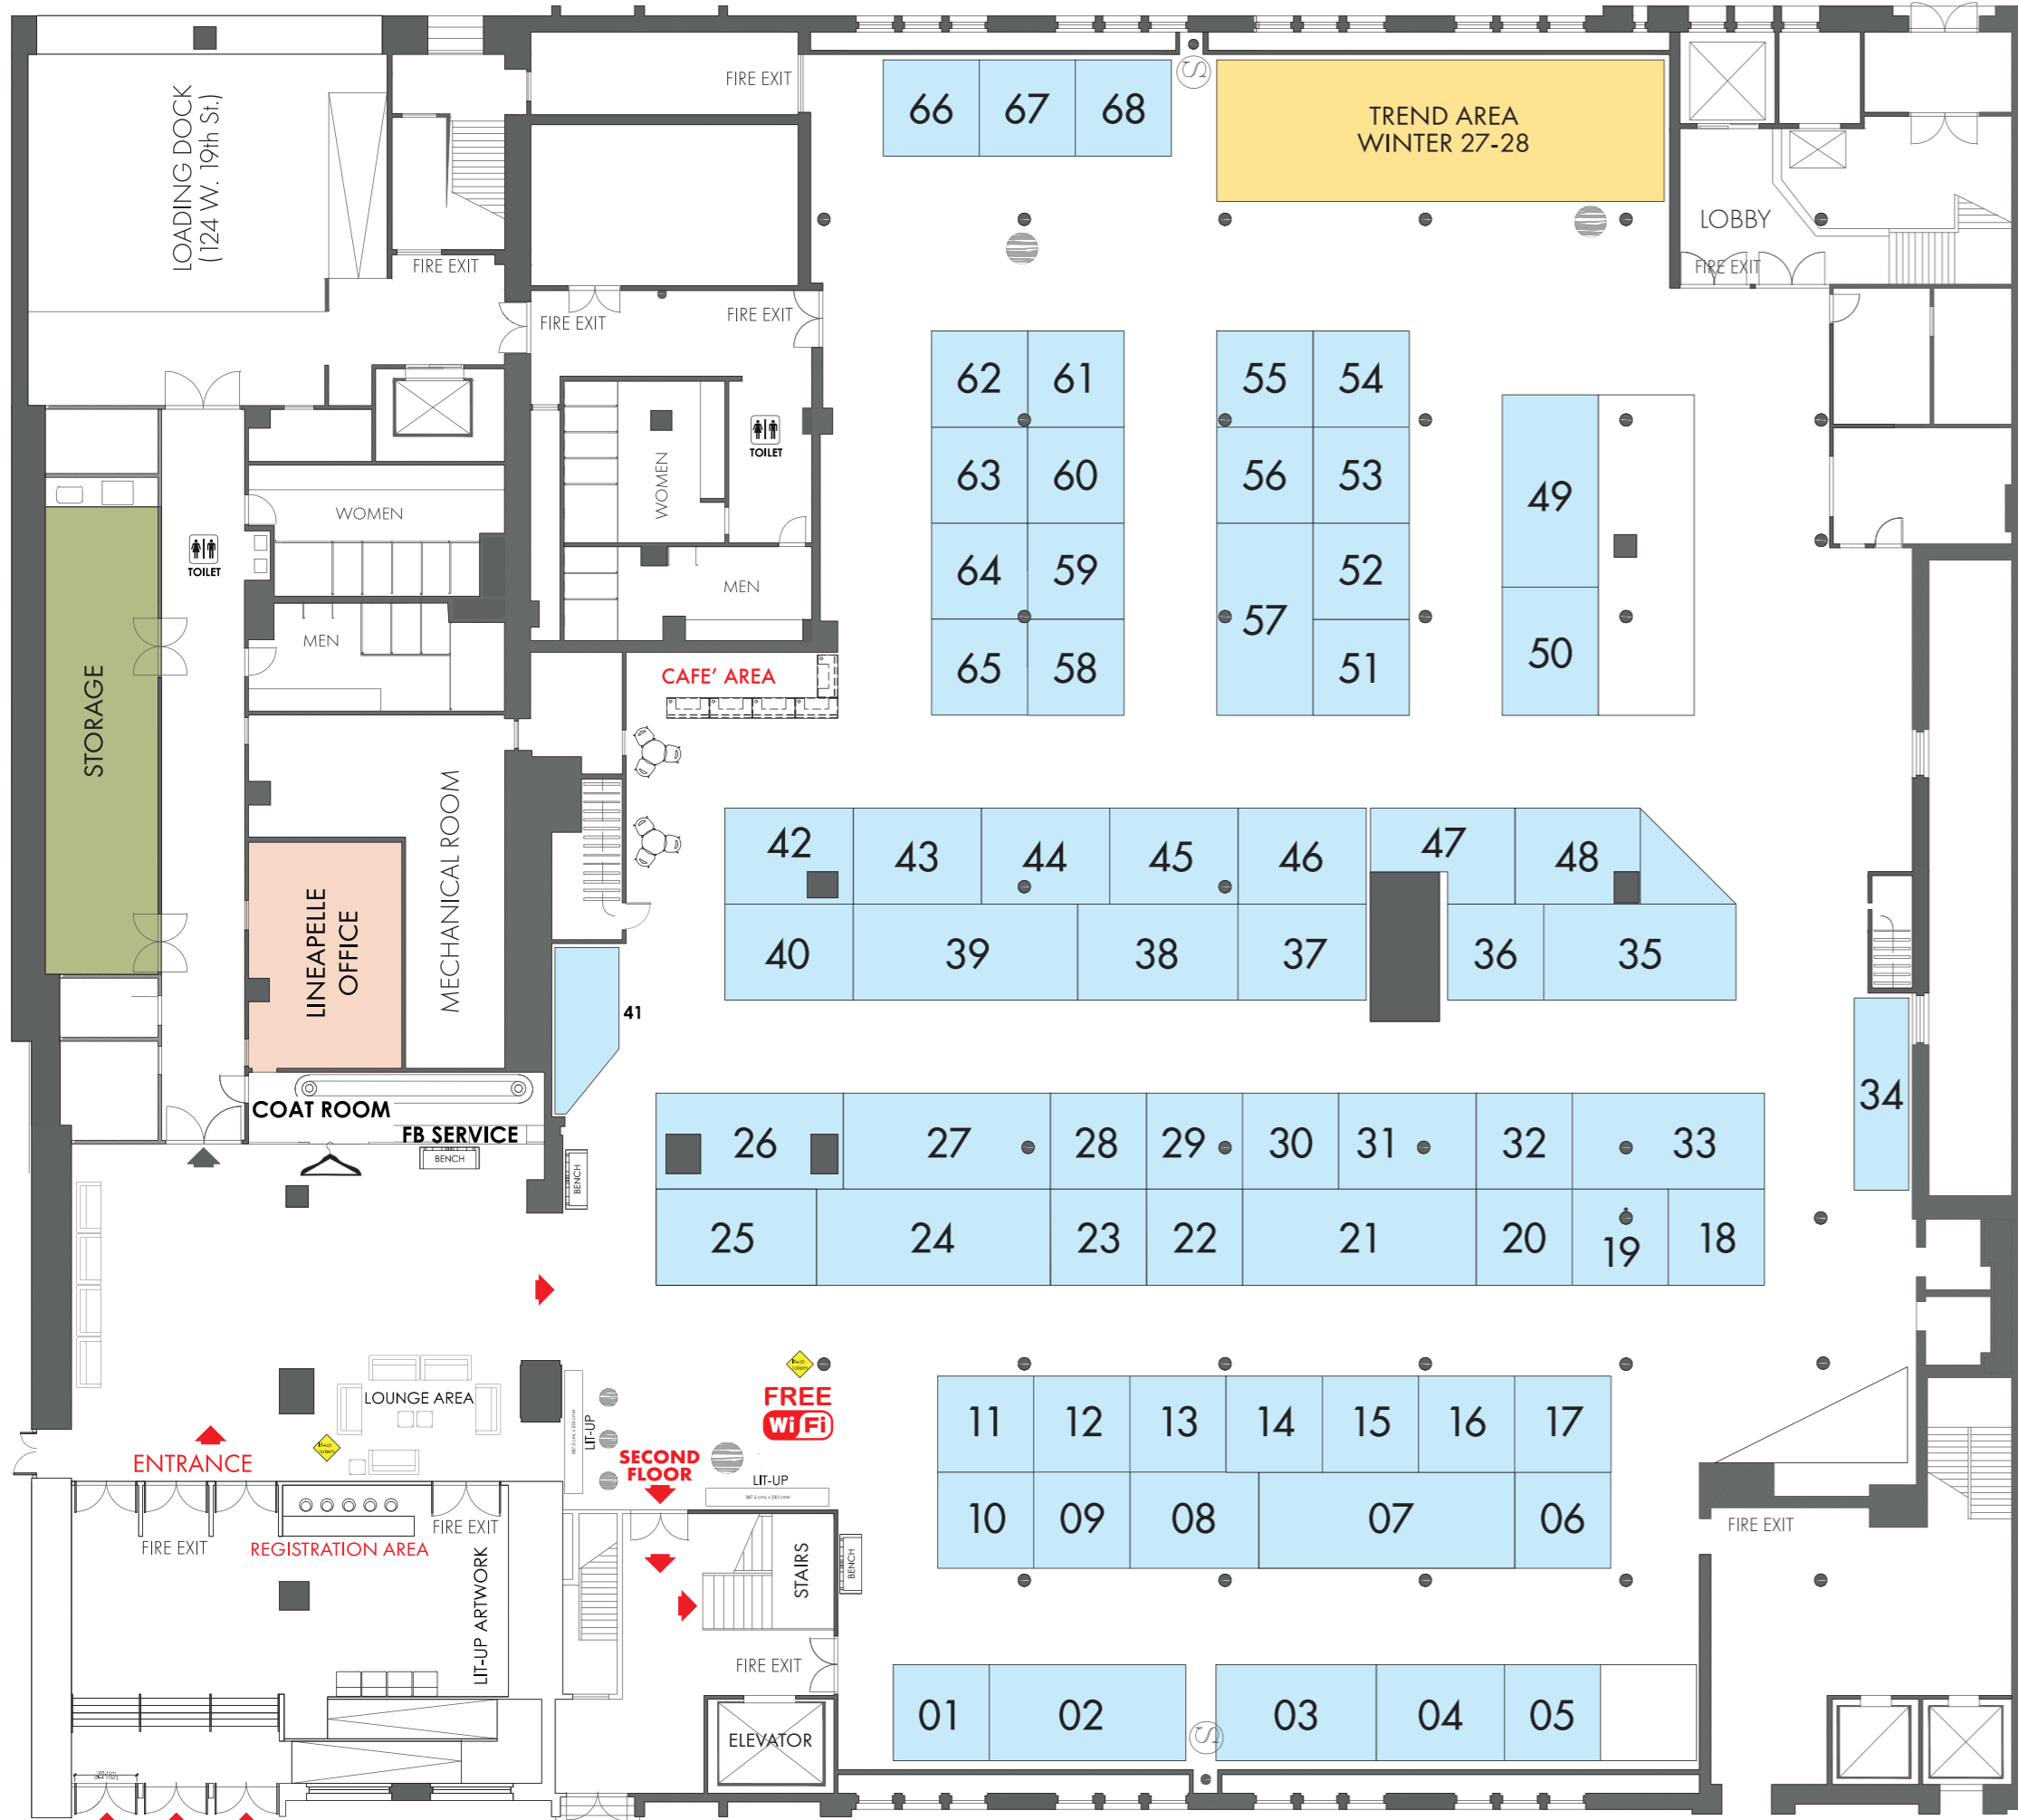 LOADING DOCK
(124 W. 19th St.)
FIRE EXIT
66
67
68
S
TREND AREA
WINTER 27-28
LOBBY
FIRE EXIT
FIRE EXIT
FIRE EXIT
FIRE EXIT
62
61
55
54
63
60
56
53
49
64
59
57
52
65
58
51
50
WOMEN
TOILET
MEN
WOMEN
TOILET
MEN
STORAGE
CAFE' AREA
MECHANICAL ROOM
LINEAPELLE
OFFICE
42
43
44
45
46
47
48
40
39
38
37
36
35
41
34
COAT ROOM
FB SERVICE
BENCH
BENCH
26
27
28
29
30
31
32
33
25
24
23
22
21
20
19
18
LOUNGE AREA
ENTRANCE
LIT-UP
FREE
Wi Fi
SECOND
FLOOR
LIT-UP
11
12
13
14
15
16
17
10
09
08
07
06
FIRE EXIT
FIRE EXIT
REGISTRATION AREA
FIRE EXIT
LIT-UP ARTWORK
STAIRS
BENCH
FIRE EXIT
ELEVATOR
01
02
03
04
05
S